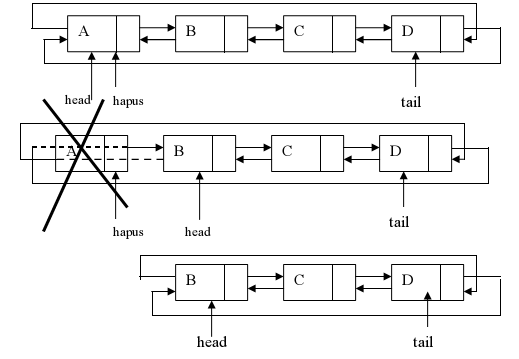 A B C D
head hapus tail
A B C D
hapus head tail
B C D
head tail